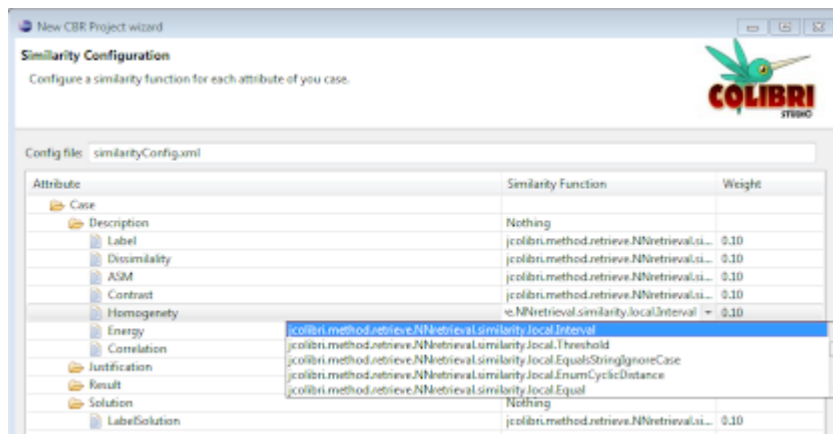 New CBR Project wizard
Similarity Configuration
Configure a similarity function for each attribute of you case.
COLIBRI
STUDIO
Config file: similarityConfig.xml
Attribute Similarity Function Weight
Case
Description Nothing
Label jcolibri.method.retrieve.NNretrieval.si... 0.10
Dissimilality jcolibri.method.retrieve.NNretrieval.si... 0.10
ASM jcolibri.method.retrieve.NNretrieval.si... 0.10
Contrast jcolibri.method.retrieve.NNretrieval.si... 0.10
Homogenety e.NNretrieval.similarity.local.Interval 0.10
Energy jcolibri.method.retrieve.NNretrieval.similarity.local.Interval
jcolibri.method.retrieve.NNretrieval.similarity.local.Threshold
Correlation jcolibri.method.retrieve.NNretrieval.similarity.local.EqualsStringIgnoreCase
Justification jcolibri.method.retrieve.NNretrieval.similarity.local.EnumCyclicDistance
Result jcolibri.method.retrieve.NNretrieval.similarity.local.Equal
Solution Nothing
LabelSolution jcolibri.method.retrieve.NNretrieval.si... 0.10